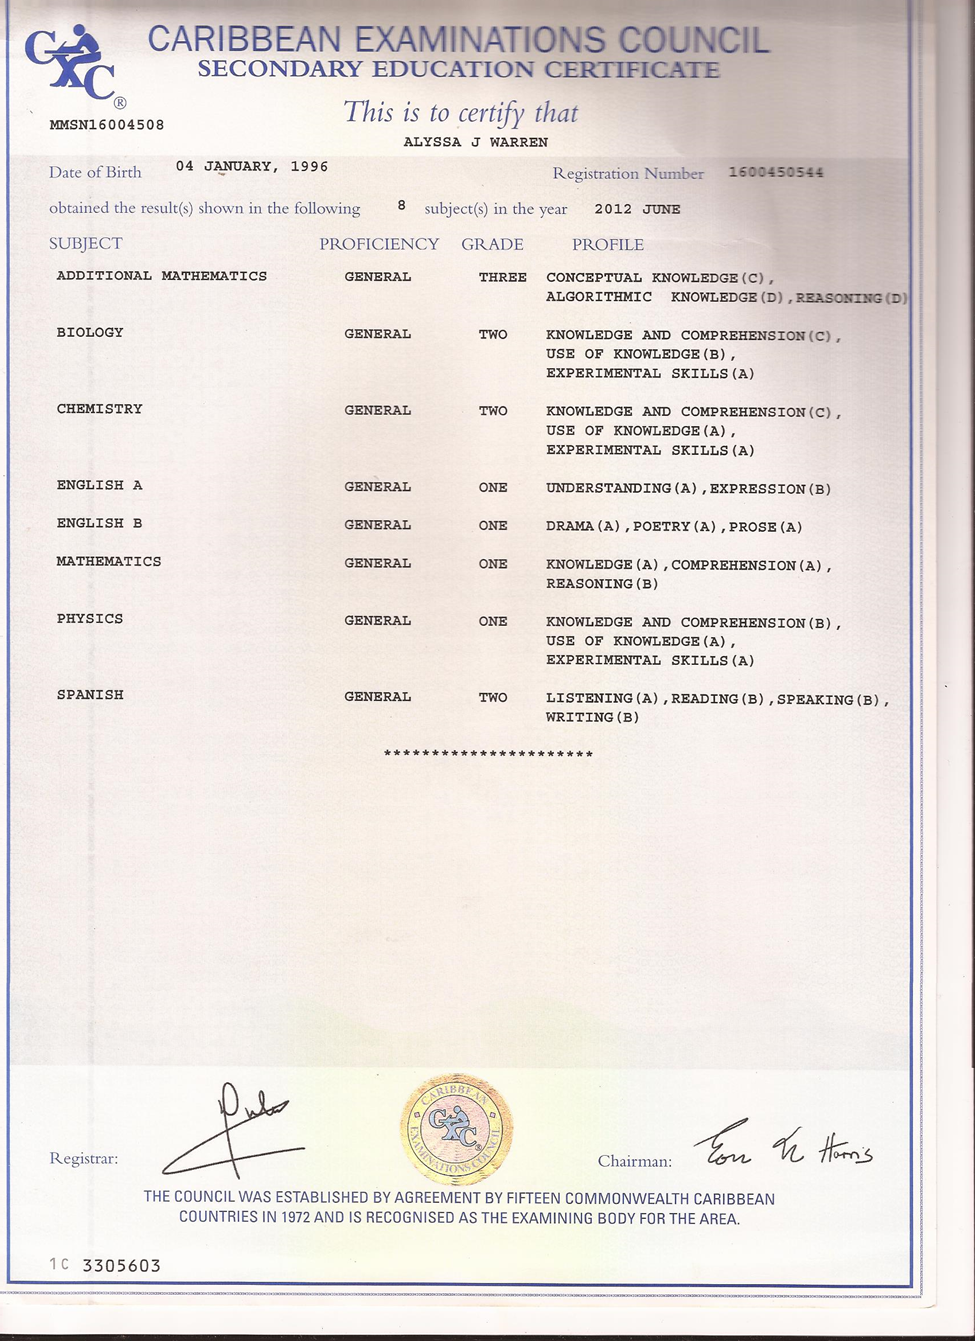 CXC ®
CARIBBEAN EXAMINATIONS COUNCIL
SECONDARY EDUCATION CERTIFICATE
This is to certify that
MMSN16004508
ALYSSA J WARREN
Date of Birth 04 JANUARY, 1996 Registration Number 1600450544
obtained the result(s) shown in the following 8 subject(s) in the year 2012 JUNE
SUBJECT PROFICIENCY GRADE PROFILE
ADDITIONAL MATHEMATICS GENERAL THREE CONCEPTUAL KNOWLEDGE(C),
ALGORITHMIC KNOWLEDGE(D),REASONING(D)
BIOLOGY GENERAL TWO KNOWLEDGE AND COMPREHENSION(C),
USE OF KNOWLEDGE(B),
EXPERIMENTAL SKILLS(A)
CHEMISTRY GENERAL TWO KNOWLEDGE AND COMPREHENSION(C),
USE OF KNOWLEDGE(A),
EXPERIMENTAL SKILLS(A)
ENGLISH A GENERAL ONE UNDERSTANDING(A),EXPRESSION(B)
ENGLISH B GENERAL ONE DRAMA(A),POETRY(A),PROSE(A)
MATHEMATICS GENERAL ONE KNOWLEDGE(A),COMPREHENSION(A),
REASONING(B)
PHYSICS GENERAL ONE KNOWLEDGE AND COMPREHENSION(B),
USE OF KNOWLEDGE(A),
EXPERIMENTAL SKILLS(A)
SPANISH GENERAL TWO LISTENING(A),READING(B),SPEAKING(B),
WRITING(B)
**********************
CARIBBEAN
CXC ®
EXAMINATIONS COUNCIL
Registrar: Chairman: Harris
THE COUNCIL WAS ESTABLISHED BY AGREEMENT BY FIFTEEN COMMONWEALTH CARIBBEAN
COUNTRIES IN 1972 AND IS RECOGNISED AS THE EXAMINING BODY FOR THE AREA.
1C 3305603